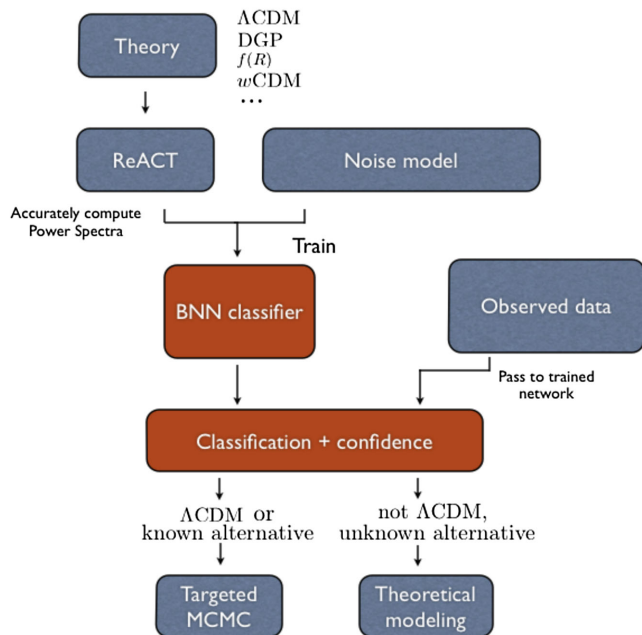 Theory
ΛCDM
DGP
f(R)
wCDM
...
ReACT
Noise model
Accurately compute
Power Spectra
Train
BNN classifier
Observed data
Pass to trained
network
Classification + confidence
ΛCDM or
known alternative
not ΛCDM,
unknown alternative
Targeted
MCMC
Theoretical
modeling